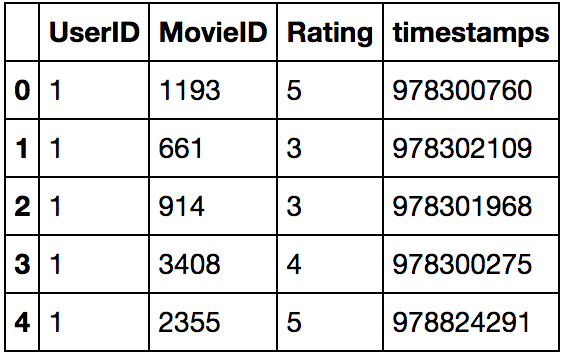 UserID MovieID Rating timestamps
0 1 1193 5 978300760
1 1 661 3 978302109
2 1 914 3 978301968
3 1 3408 4 978300275
4 1 2355 5 978824291